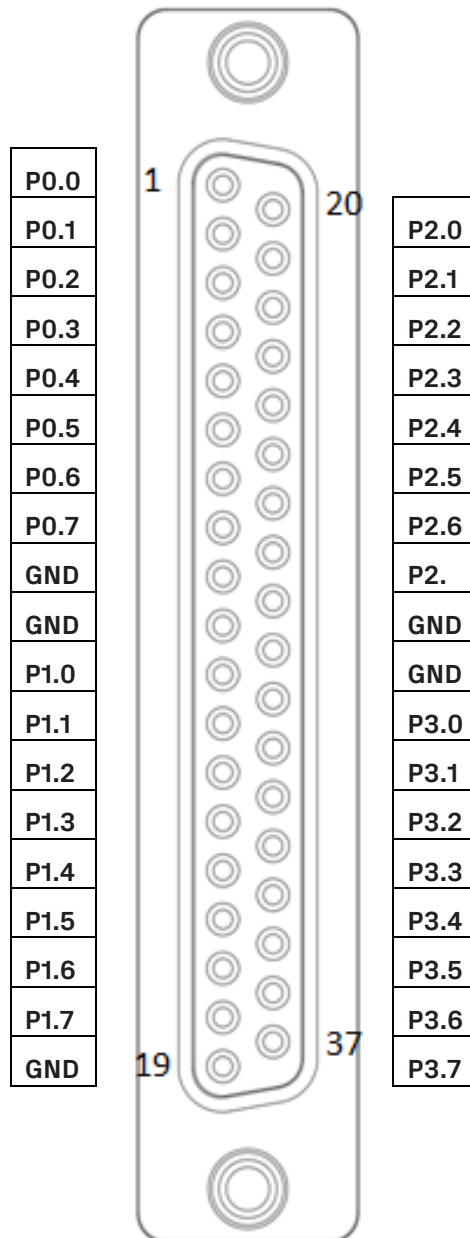 P0.0
P0.1
P0.2
P0.3
P0.4
P0.5
P0.6
P0.7
GND
GND
P1.0
P1.1
P1.2
P1.3
P1.4
P1.5
P1.6
P1.7
GND
1
19
20
37
P2.0
P2.1
P2.2
P2.3
P2.4
P2.5
P2.6
P2.
GND
GND
P3.0
P3.1
P3.2
P3.3
P3.4
P3.5
P3.6
P3.7